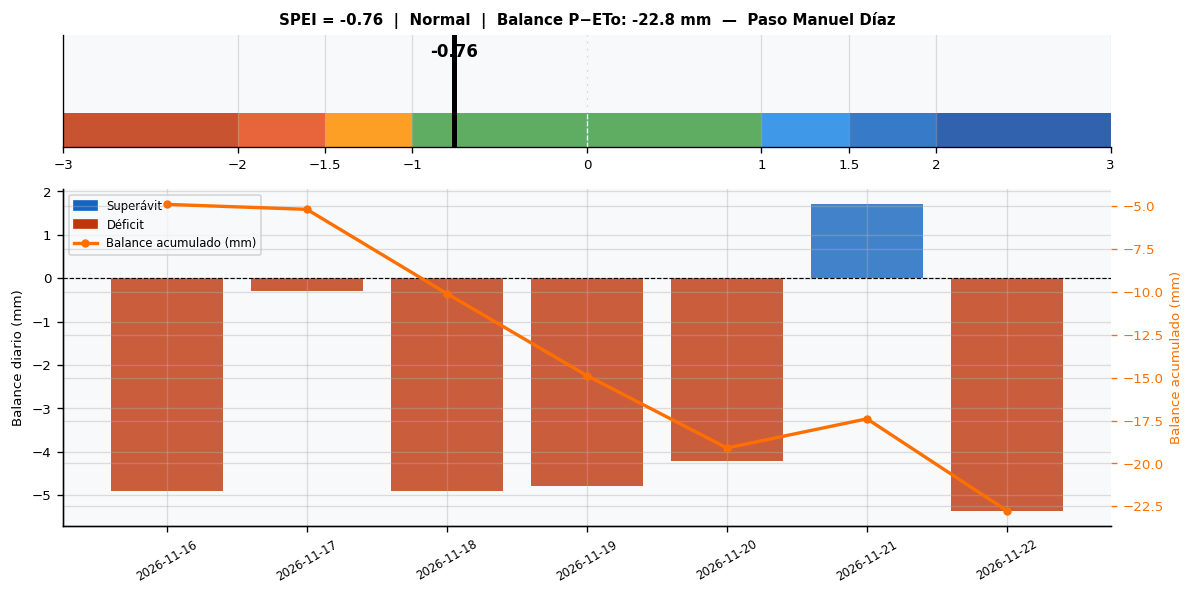 SPEI = -0.76 | Normal | Balance P−ETo: -22.8 mm — Paso Manuel Díaz
-0.76
−3 −2 −1.5 −1 0 1 1.5 2 3
Superávit
Déficit
Balance acumulado (mm)
Balance diario (mm)
2
1
0
−1
−2
−3
−4
−5
−5.0
−7.5
−10.0
−12.5
−15.0
−17.5
−20.0
−22.5
Balance acumulado (mm)
2026-11-16 2026-11-17 2026-11-18 2026-11-19 2026-11-20 2026-11-21 2026-11-22